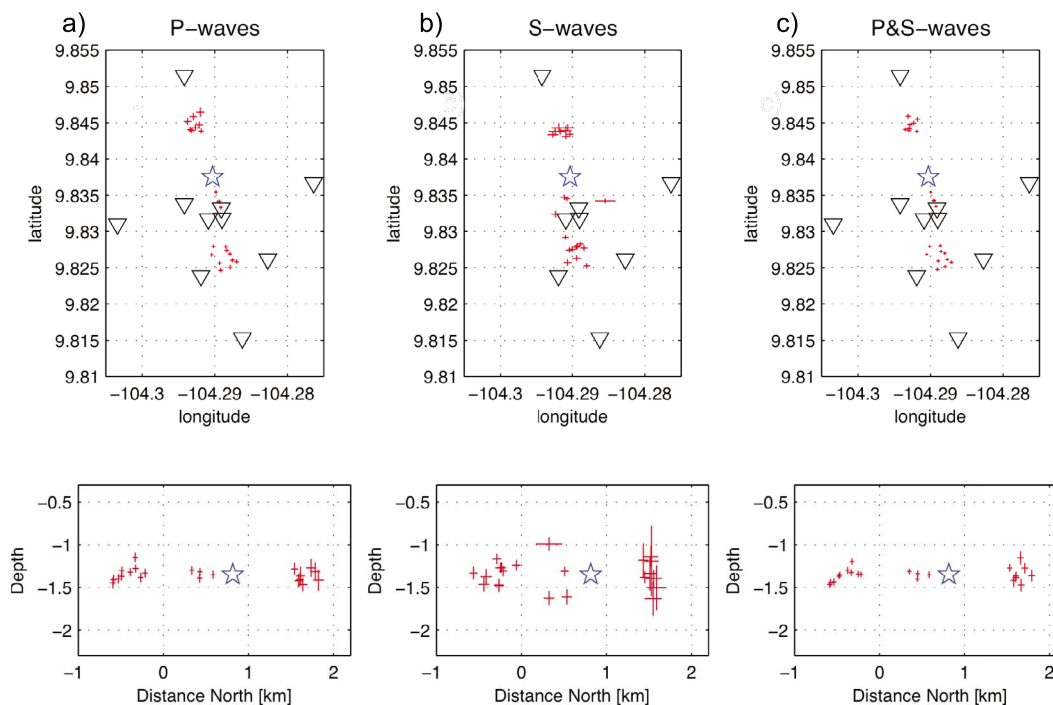 a) P-waves
b) S-waves
c) P&S-waves
latitude
9.855
9.85
9.845
9.84
9.835
9.83
9.825
9.82
9.815
9.81
−104.3 −104.29 −104.28
longitude
latitude
9.855
9.85
9.845
9.84
9.835
9.83
9.825
9.82
9.815
9.81
−104.3 −104.29 −104.28
longitude
b)
latitude
9.855
9.85
9.845
9.84
9.835
9.83
9.825
9.82
9.815
9.81
−104.3 −104.29 −104.28
longitude
c)
Depth
−0.5
−1
−1.5
−2
−1 0 1 2
Distance North [km]
Depth
−0.5
−1
−1.5
−2
−1 0 1 2
Distance North [km]
Depth
−0.5
−1
−1.5
−2
−1 0 1 2
Distance North [km]